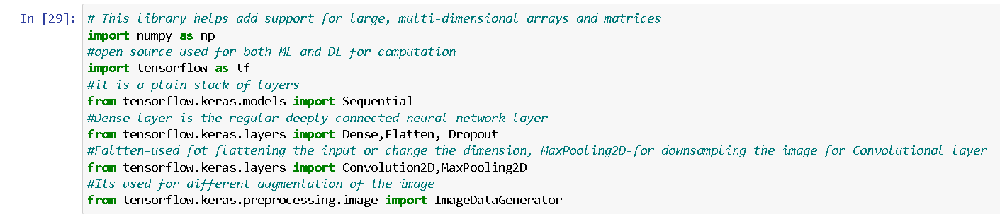 In [29]: # This library helps add support for large, multi-dimensional arrays and matrices
import numpy as np
#open source used for both ML and DL for computation
import tensorflow as tf
#it is a plain stack of layers
from tensorflow.keras.models import Sequential
#Dense layer is the regular deeply connected neural network layer
from tensorflow.keras.layers import Dense,Flatten, Dropout
#Faltten-used fot flattening the input or change the dimension, MaxPooling2D-for downsampling the image for Convolutional layer
from tensorflow.keras.layers import Convolution2D,MaxPooling2D
#Its used for different augmentation of the image
from tensorflow.keras.preprocessing.image import ImageDataGenerator